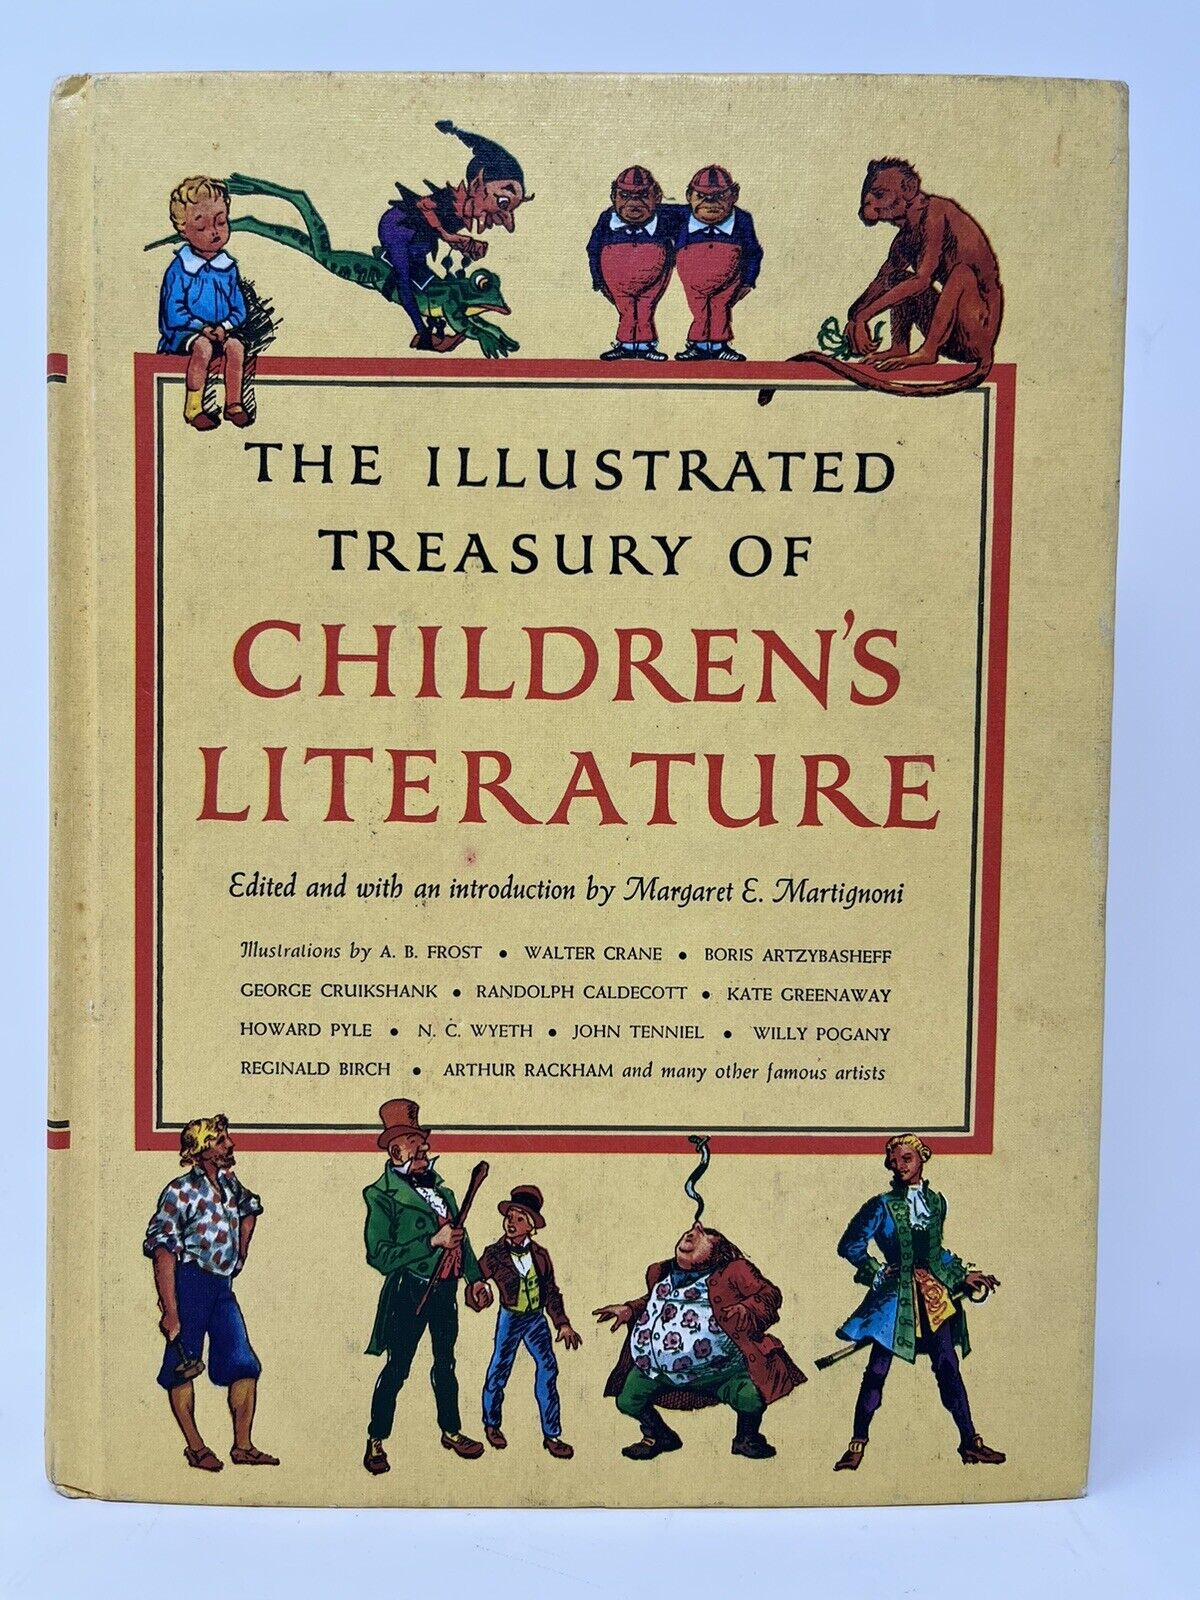 THE ILLUSTRATED
TREASURY OF
CHILDREN'S
LITERATURE
Edited and with an introduction by Margaret E. Martignoni
Illustrations by A. B. FROST • WALTER CRANE • BORIS ARTZYBASHEFF
GEORGE CRUIKSHANK • RANDOLPH CALDECOTT • KATE GREENAWAY
HOWARD PYLE • N. C. WYETH • JOHN TENNIEL • WILLY POGANY
REGINALD BIRCH • ARTHUR RACKHAM and many other famous artists